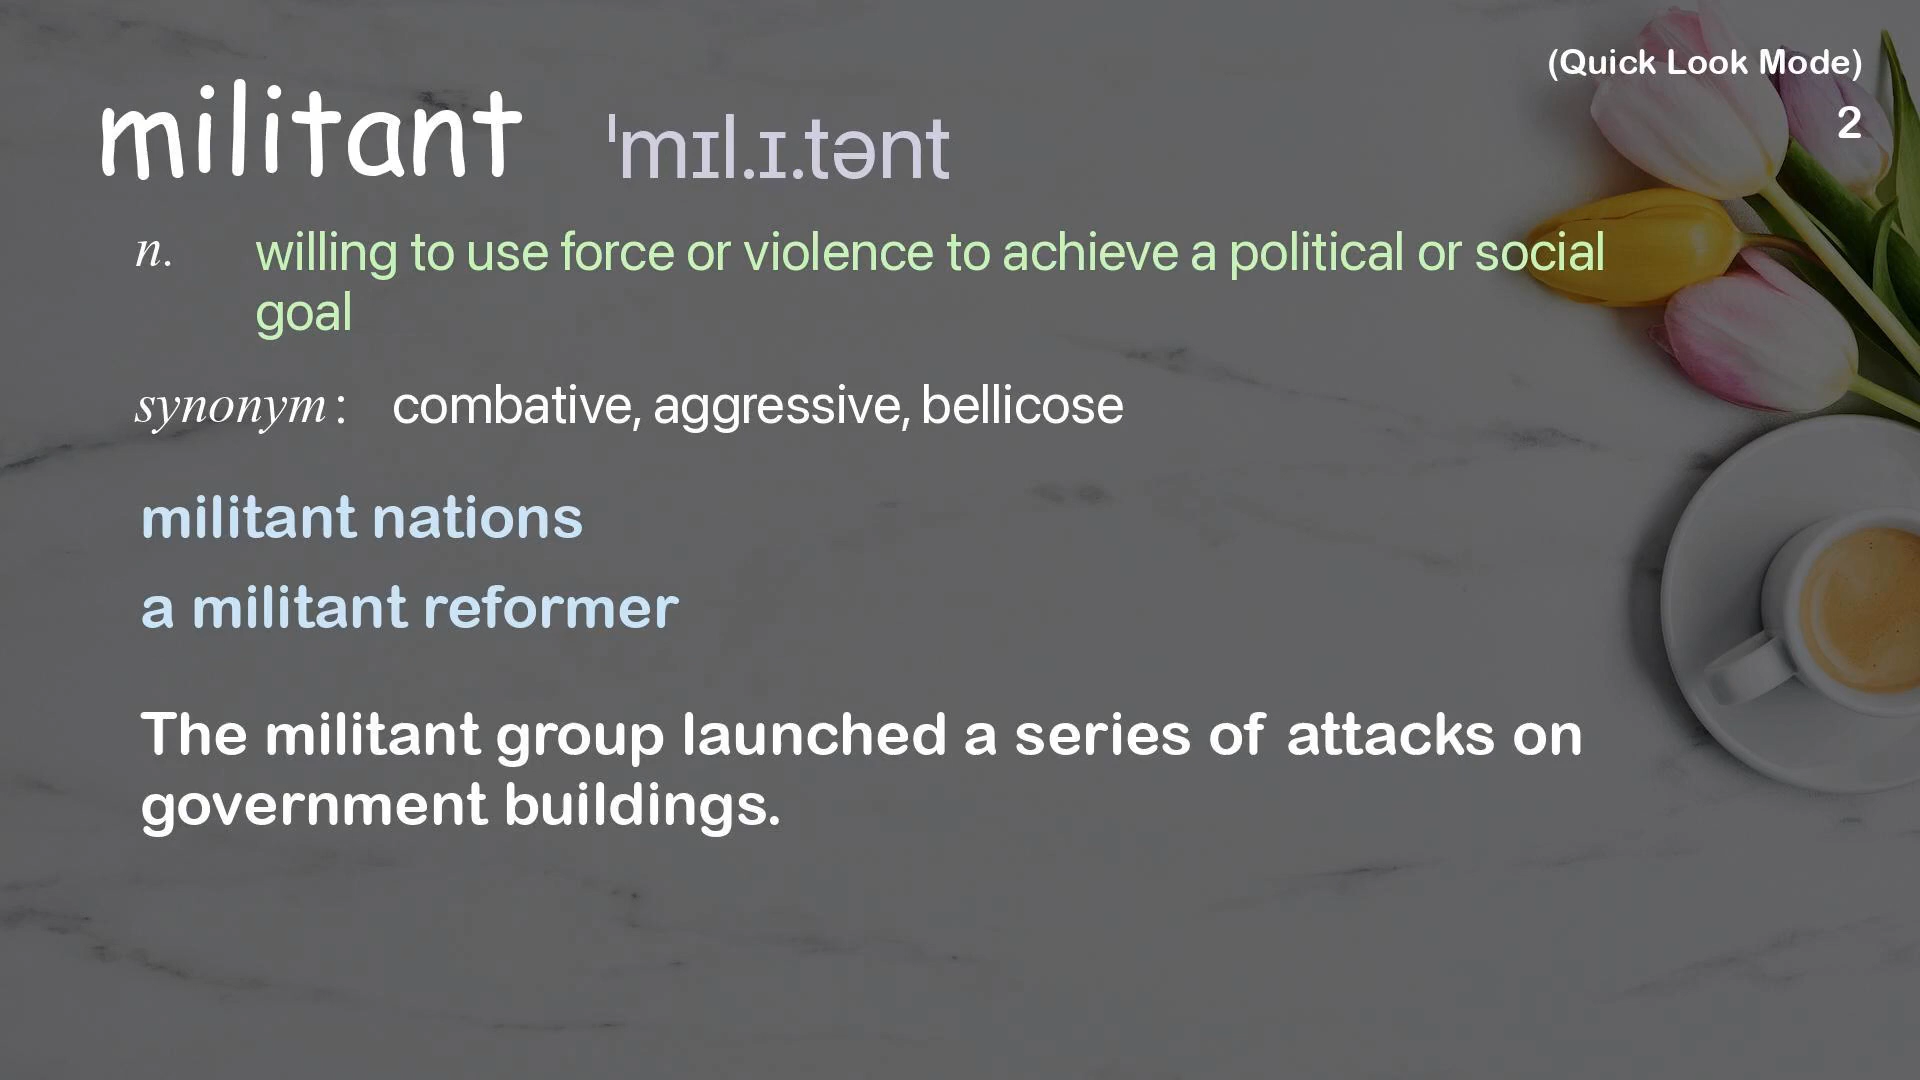 (Quick Look Mode)
2
militant ˈmɪl.ɪ.tənt
n. willing to use force or violence to achieve a political or social
goal
synonym: combative, aggressive, bellicose
militant nations
a militant reformer
The militant group launched a series of attacks on
government buildings.